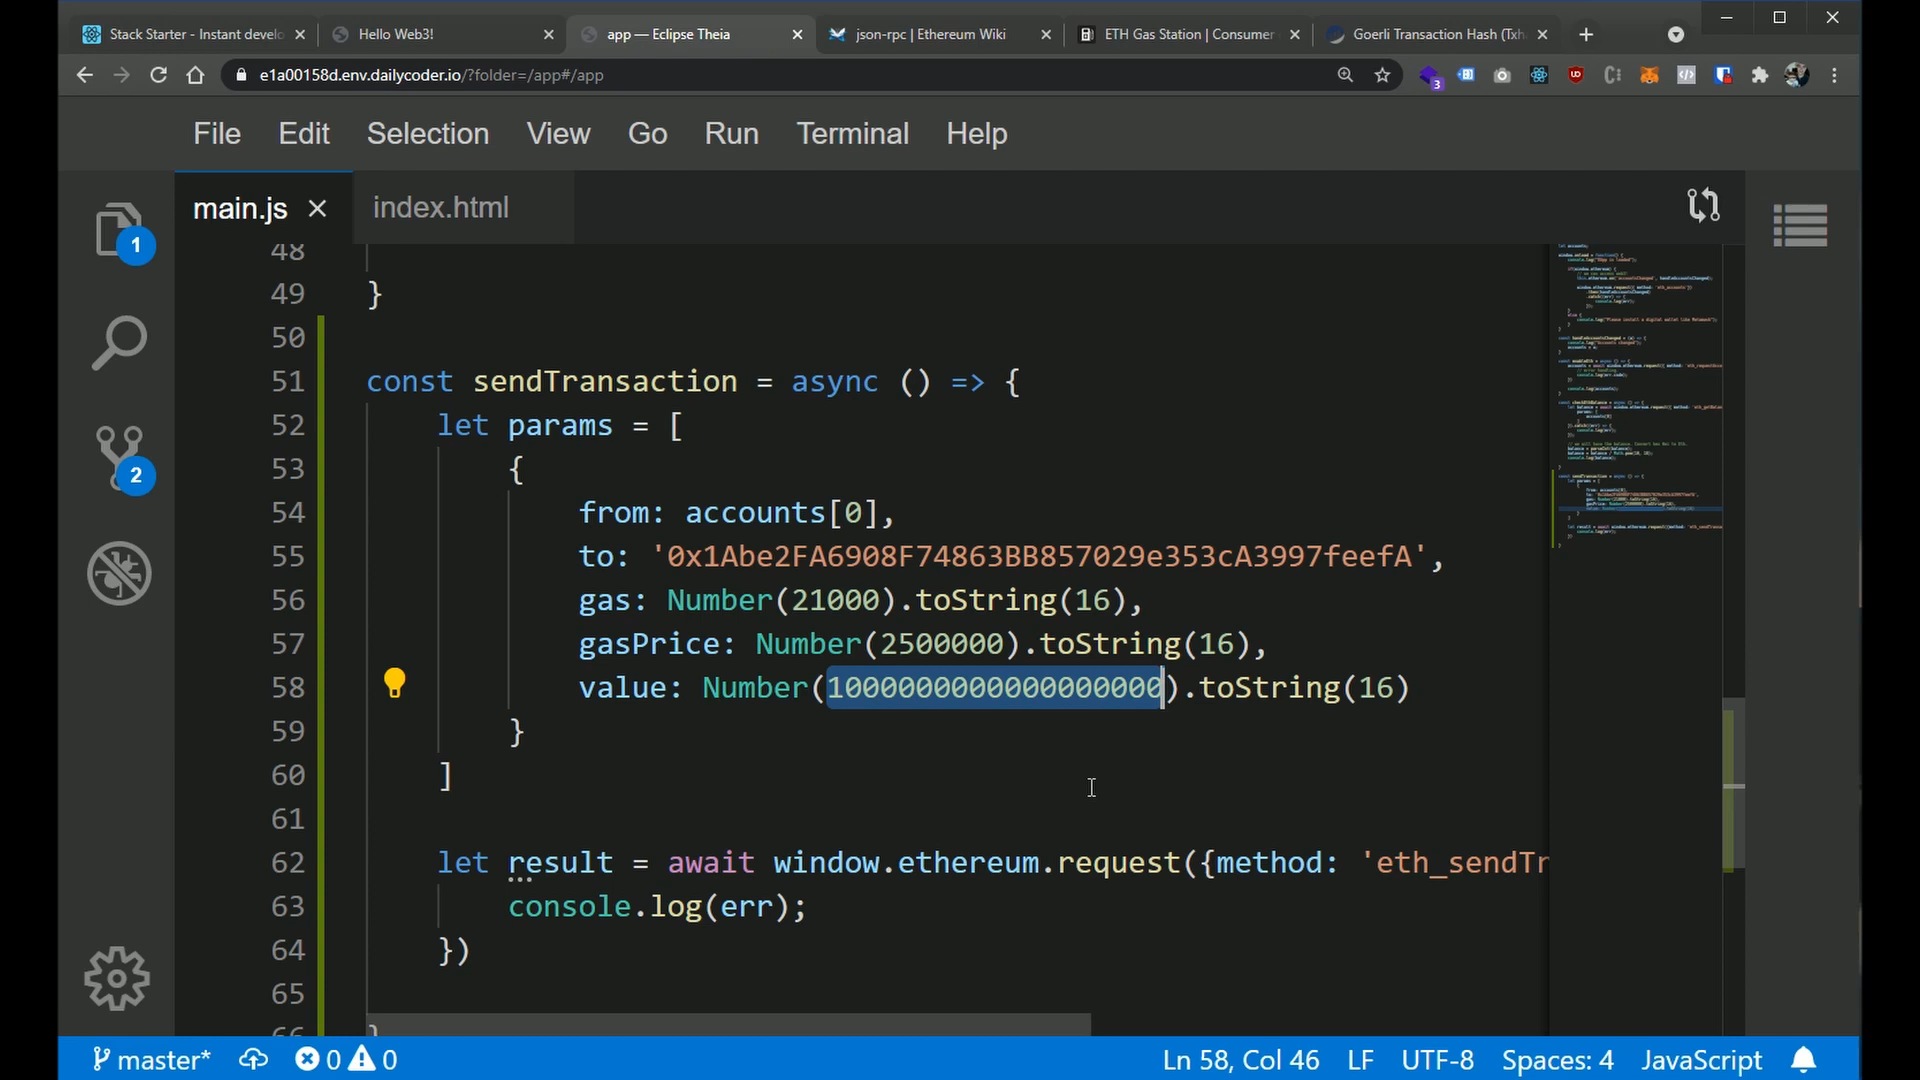 Stack Starter - Instant develo
Hello Web3!
app — Eclipse Theia
json-rpc | Ethereum Wiki
ETH Gas Station | Consumer
Goerli Transaction Hash (Txh
e1a00158d.env.dailycoder.io/?folder=/app#/app
3
File Edit Selection View Go Run Terminal Help
main.js
index.html
1
2
48
49 }
50
51 const sendTransaction = async () => {
52 let params = [
53 {
54 from: accounts[0],
55 to: '0x1Abe2FA6908F74863BB857029e353cA3997feefA',
56 gas: Number(21000).toString(16),
57 gasPrice: Number(2500000).toString(16),
58 value: Number(1000000000000000000).toString(16)
59 }
60 ]
61
62 let result = await window.ethereum.request({method: 'eth_sendTr
63 console.log(err);
64 })
65
66 }
master* 0 0 Ln 58, Col 46 LF UTF-8 Spaces: 4 JavaScript